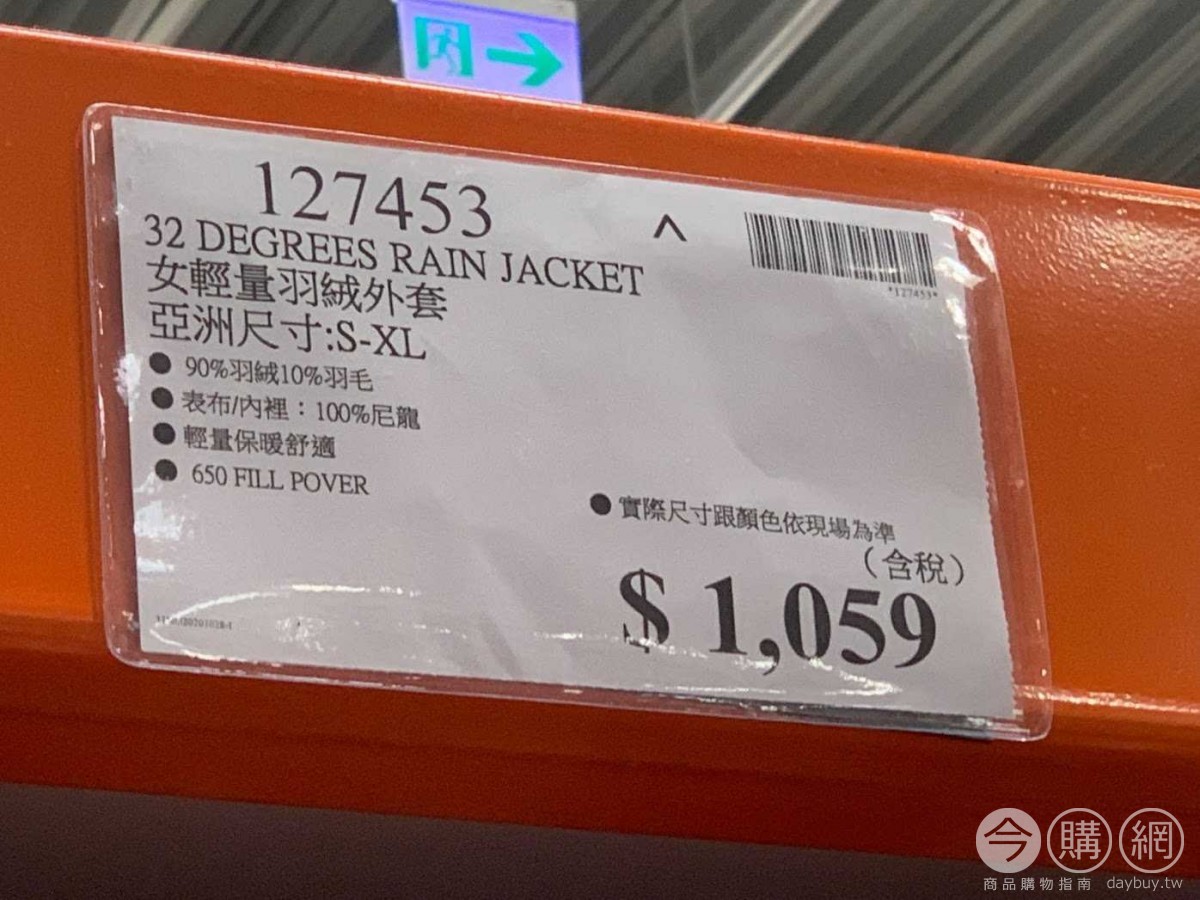 127453
^
32 DEGREES RAIN JACKET
女輕量羽絨外套
亞洲尺寸:S-XL
*127453*
● 90%羽絨10%羽毛
● 表布/內裡：100%尼龍
● 輕量保暖舒適
● 650 FILL POVER
● 實際尺寸跟顏色依現場為準
（含稅）
$ 1,059
今購網
商品購物指南 daybuy.tw